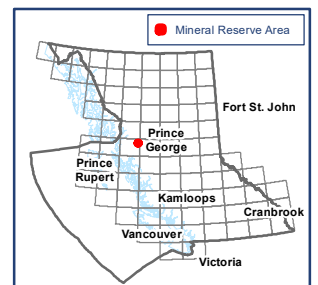 Mineral Reserve Area
Fort St. John
Prince
George
Prince
Rupert
Kamloops
Cranbrook
Vancouver
Victoria